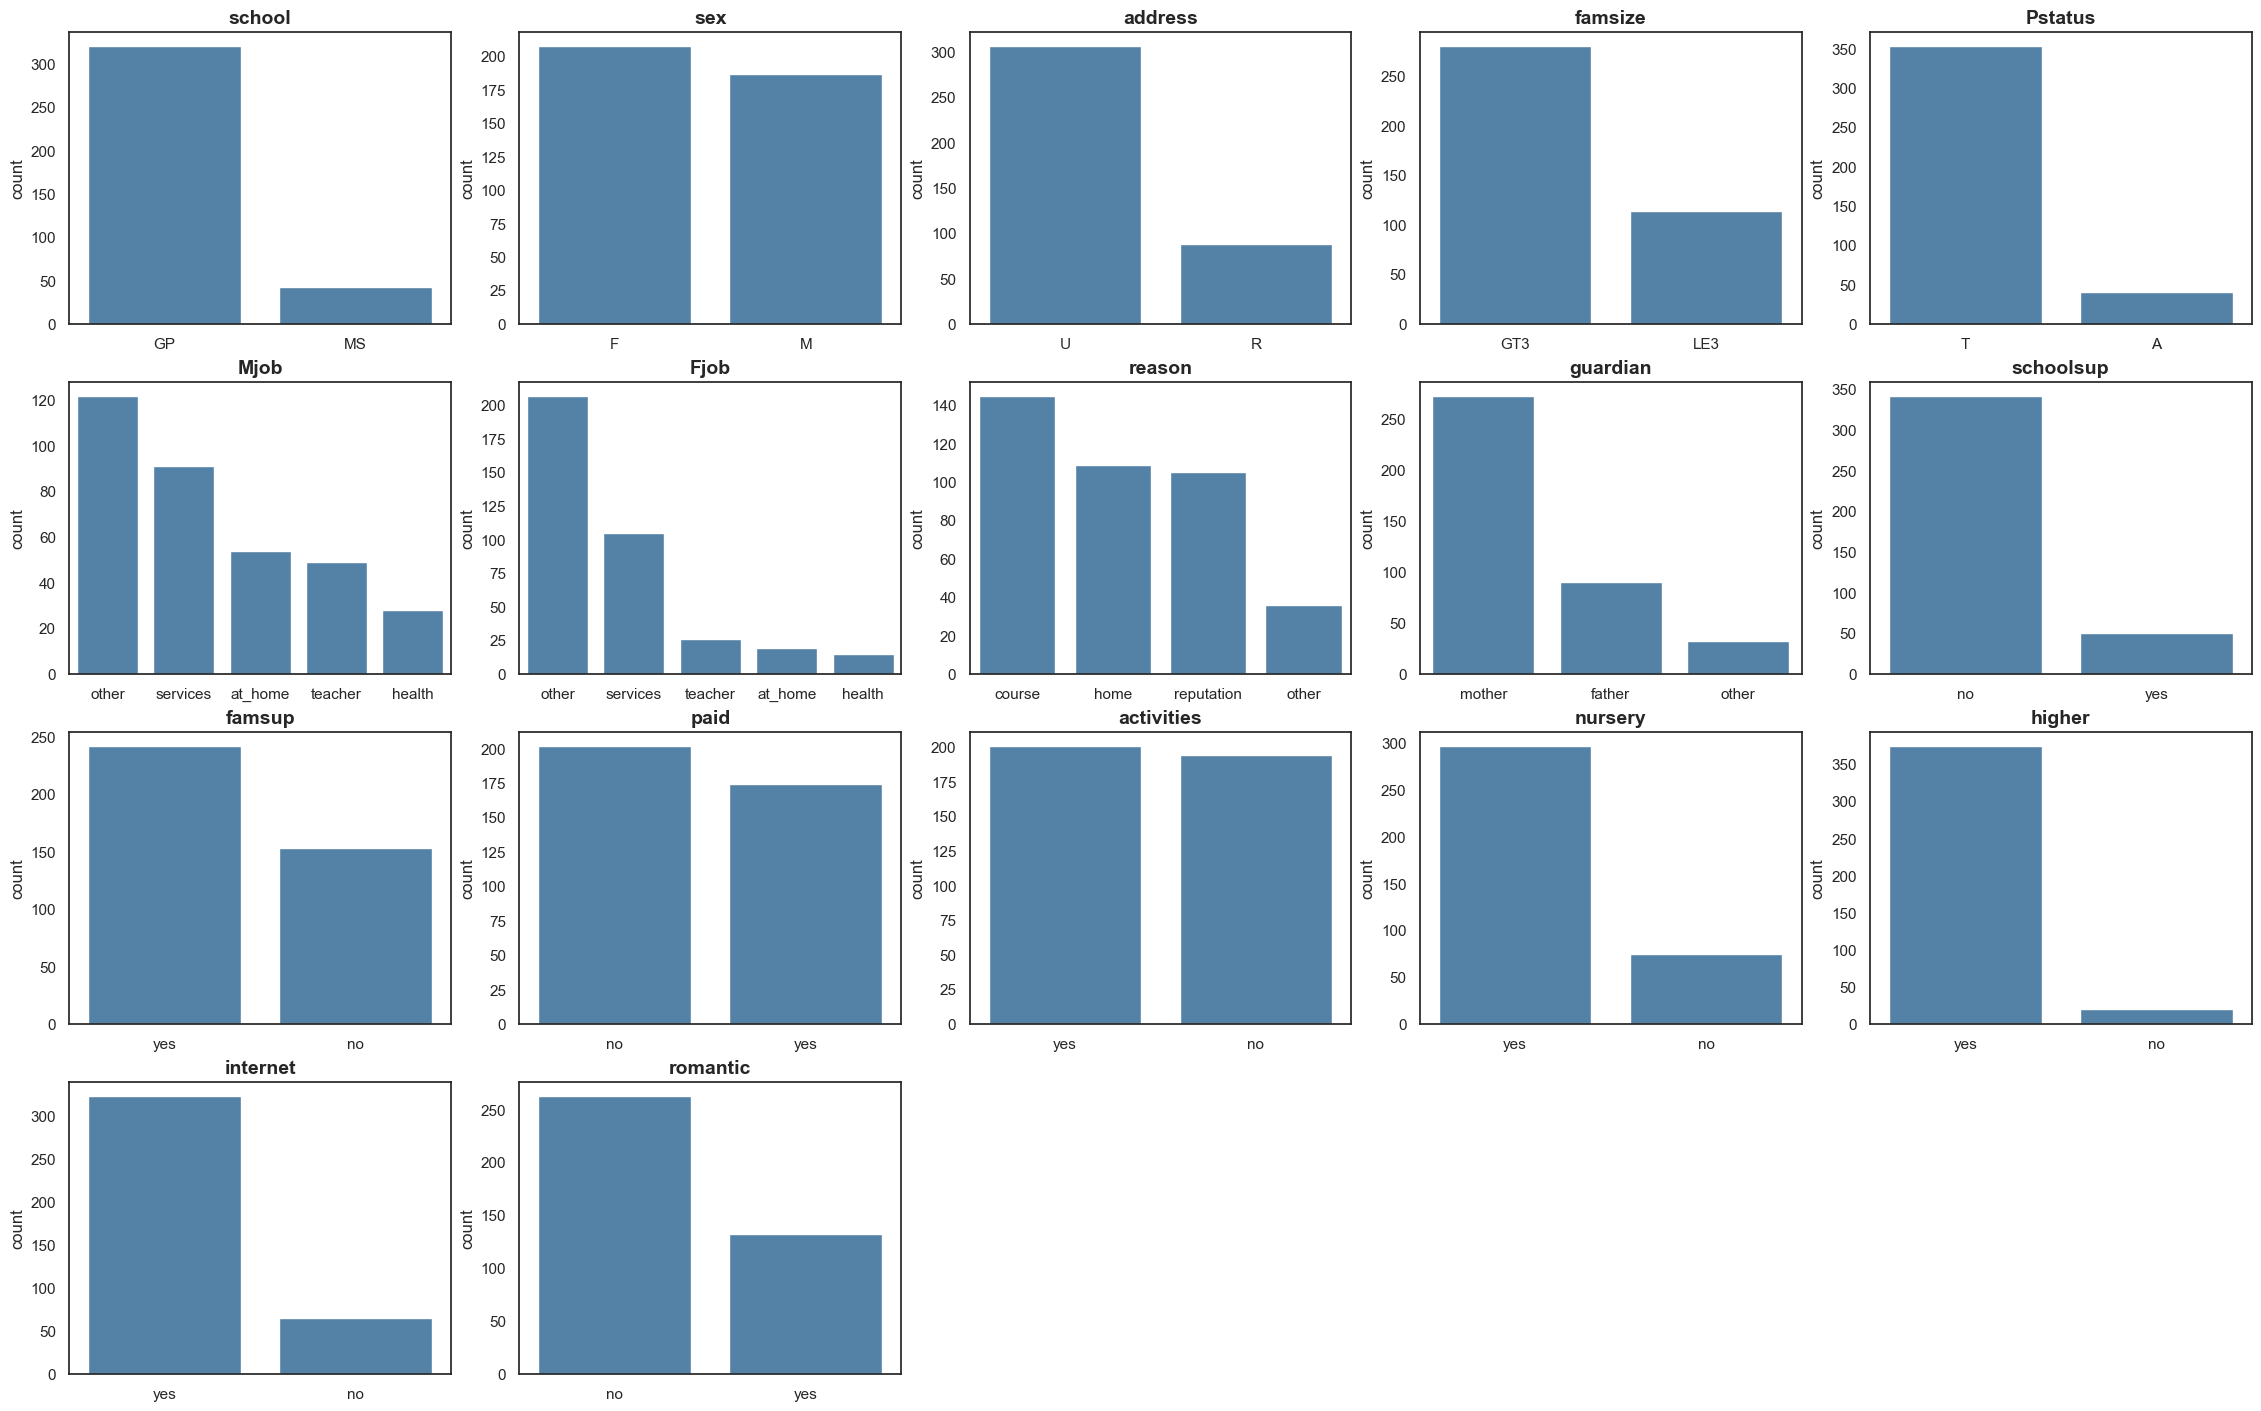 school
300
250
200
150
100
50
0
count
GP MS
sex
200
175
150
125
100
75
50
25
0
count
F M
address
300
250
200
150
100
50
0
count
U R
famsize
250
200
150
100
50
0
count
GT3 LE3
Pstatus
350
300
250
200
150
100
50
0
count
T A
Mjob
120
100
80
60
40
20
0
count
other services at_home teacher health
Fjob
200
175
150
125
100
75
50
25
0
count
other services teacher at_home health
reason
140
120
100
80
60
40
20
0
count
course home reputation other
guardian
250
200
150
100
50
0
count
mother father other
schoolsup
350
300
250
200
150
100
50
0
count
no yes
famsup
250
200
150
100
50
0
count
yes no
paid
200
175
150
125
100
75
50
25
0
count
no yes
activities
200
175
150
125
100
75
50
25
0
count
yes no
nursery
300
250
200
150
100
50
0
count
yes no
higher
350
300
250
200
150
100
50
0
count
yes no
internet
300
250
200
150
100
50
0
count
yes no
romantic
250
200
150
100
50
0
count
no yes